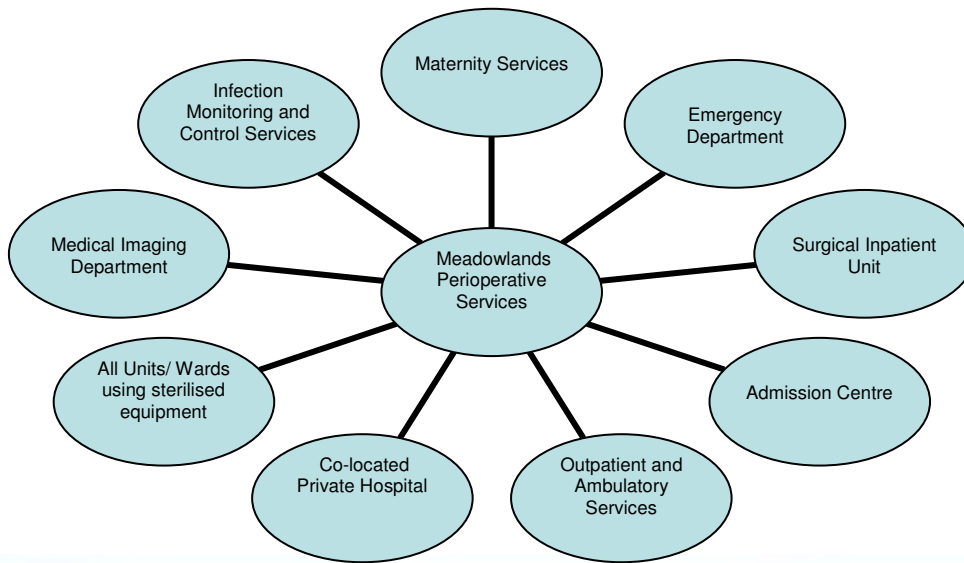 Maternity Services
Infection
Monitoring and
Control Services
Emergency
Department
Medical Imaging
Department
Meadowlands
Perioperative
Services
Surgical Inpatient
Unit
All Units/ Wards
using sterilised
equipment
Admission Centre
Co-located
Private Hospital
Outpatient and
Ambulatory
Services